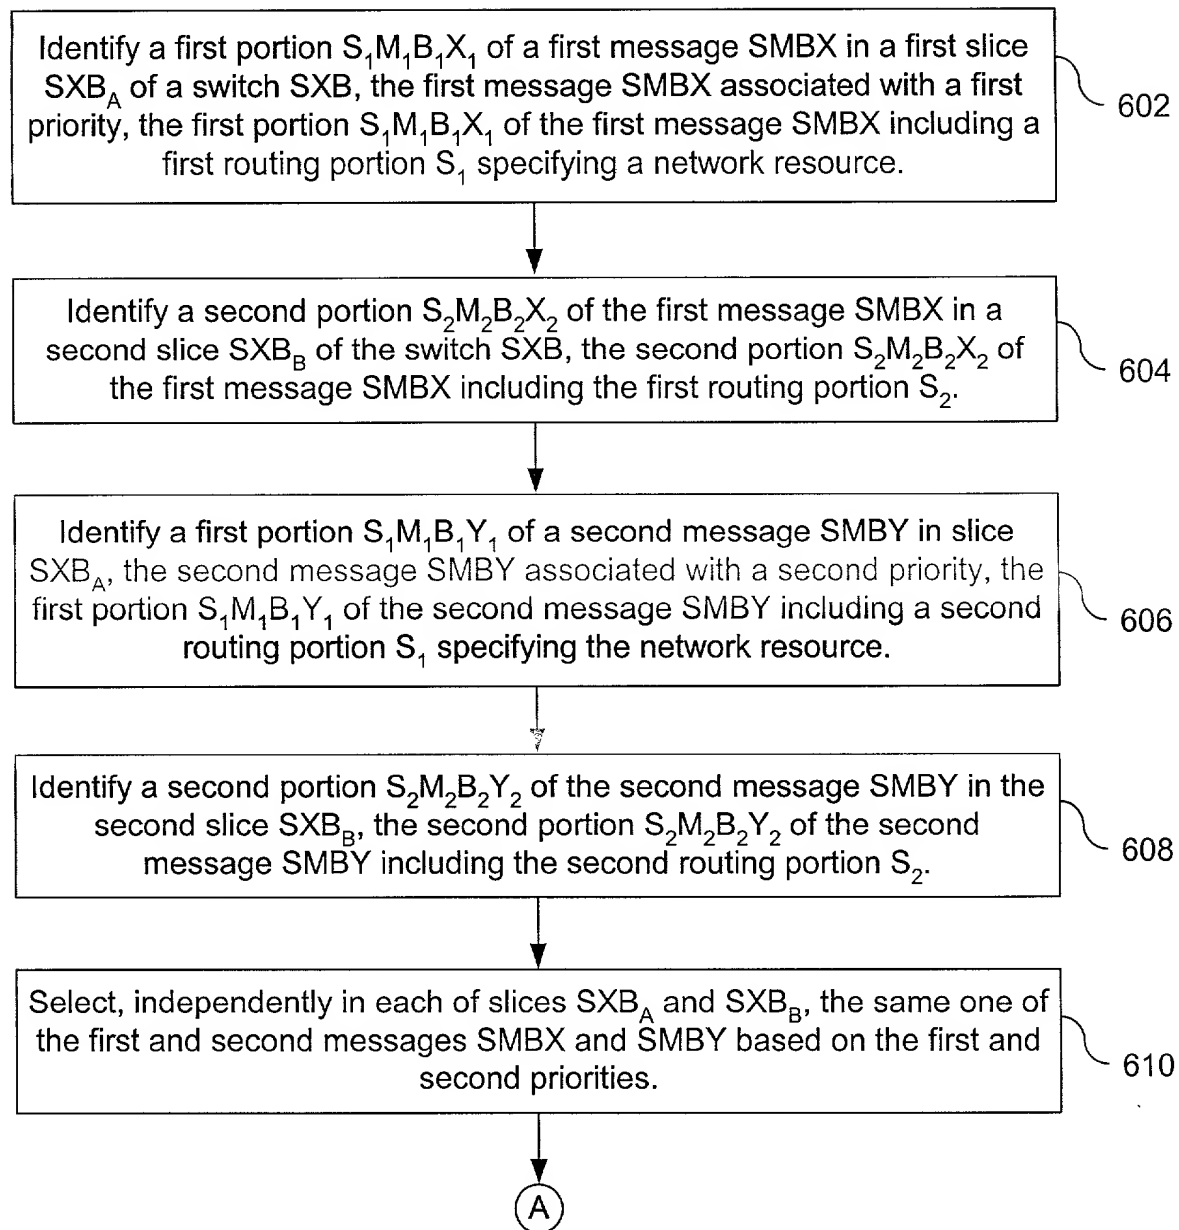 Identify a first portion S₁M₁B₁X₁ of a first message SMBX in a first slice
SXB_A of a switch SXB, the first message SMBX associated with a first
priority, the first portion S₁M₁B₁X₁ of the first message SMBX including a
first routing portion S₁ specifying a network resource.
602
Identify a second portion S₂M₂B₂X₂ of the first message SMBX in a
second slice SXB_B of the switch SXB, the second portion S₂M₂B₂X₂ of
the first message SMBX including the first routing portion S₂.
604
Identify a first portion S₁M₁B₁Y₁ of a second message SMBY in slice
SXB_A, the second message SMBY associated with a second priority, the
first portion S₁M₁B₁Y₁ of the second message SMBY including a second
routing portion S₁ specifying the network resource.
606
Identify a second portion S₂M₂B₂Y₂ of the second message SMBY in the
second slice SXB_B, the second portion S₂M₂B₂Y₂ of the second
message SMBY including the second routing portion S₂.
608
Select, independently in each of slices SXB_A and SXB_B, the same one of
the first and second messages SMBX and SMBY based on the first and
second priorities.
610
A